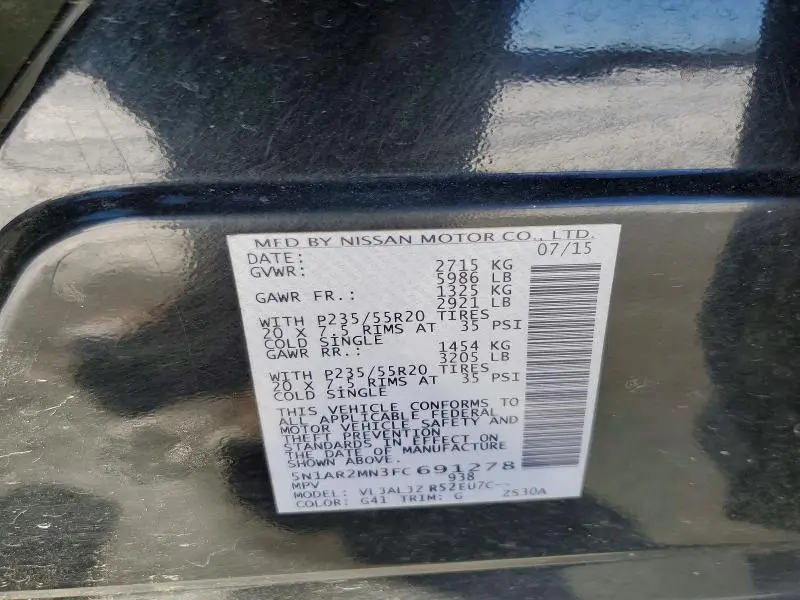 MFD BY NISSAN MOTOR CO., LTD.
DATE: 07/15
GVWR: 2715 KG
5986 LB
GAWR FR.: 1325 KG
2921 LB
WITH P235/55R20 TIRES
20 X 7.5 RIMS AT 35 PSI
COLD SINGLE
GAWR RR.: 1454 KG
3205 LB
WITH P235/55R20 TIRES
20 X 7.5 RIMS AT 35 PSI
COLD SINGLE
THIS VEHICLE CONFORMS TO
ALL APPLICABLE FEDERAL
MOTOR VEHICLE SAFETY AND
THEFT PREVENTION
STANDARDS IN EFFECT ON
THE DATE OF MANUFACTURE
SHOWN ABOVE.
5N1AR2MN3FC691278
MPV 938
MODEL: VL3AL3Z R52EU7C--
COLOR: G41 TRIM: G 2S30A